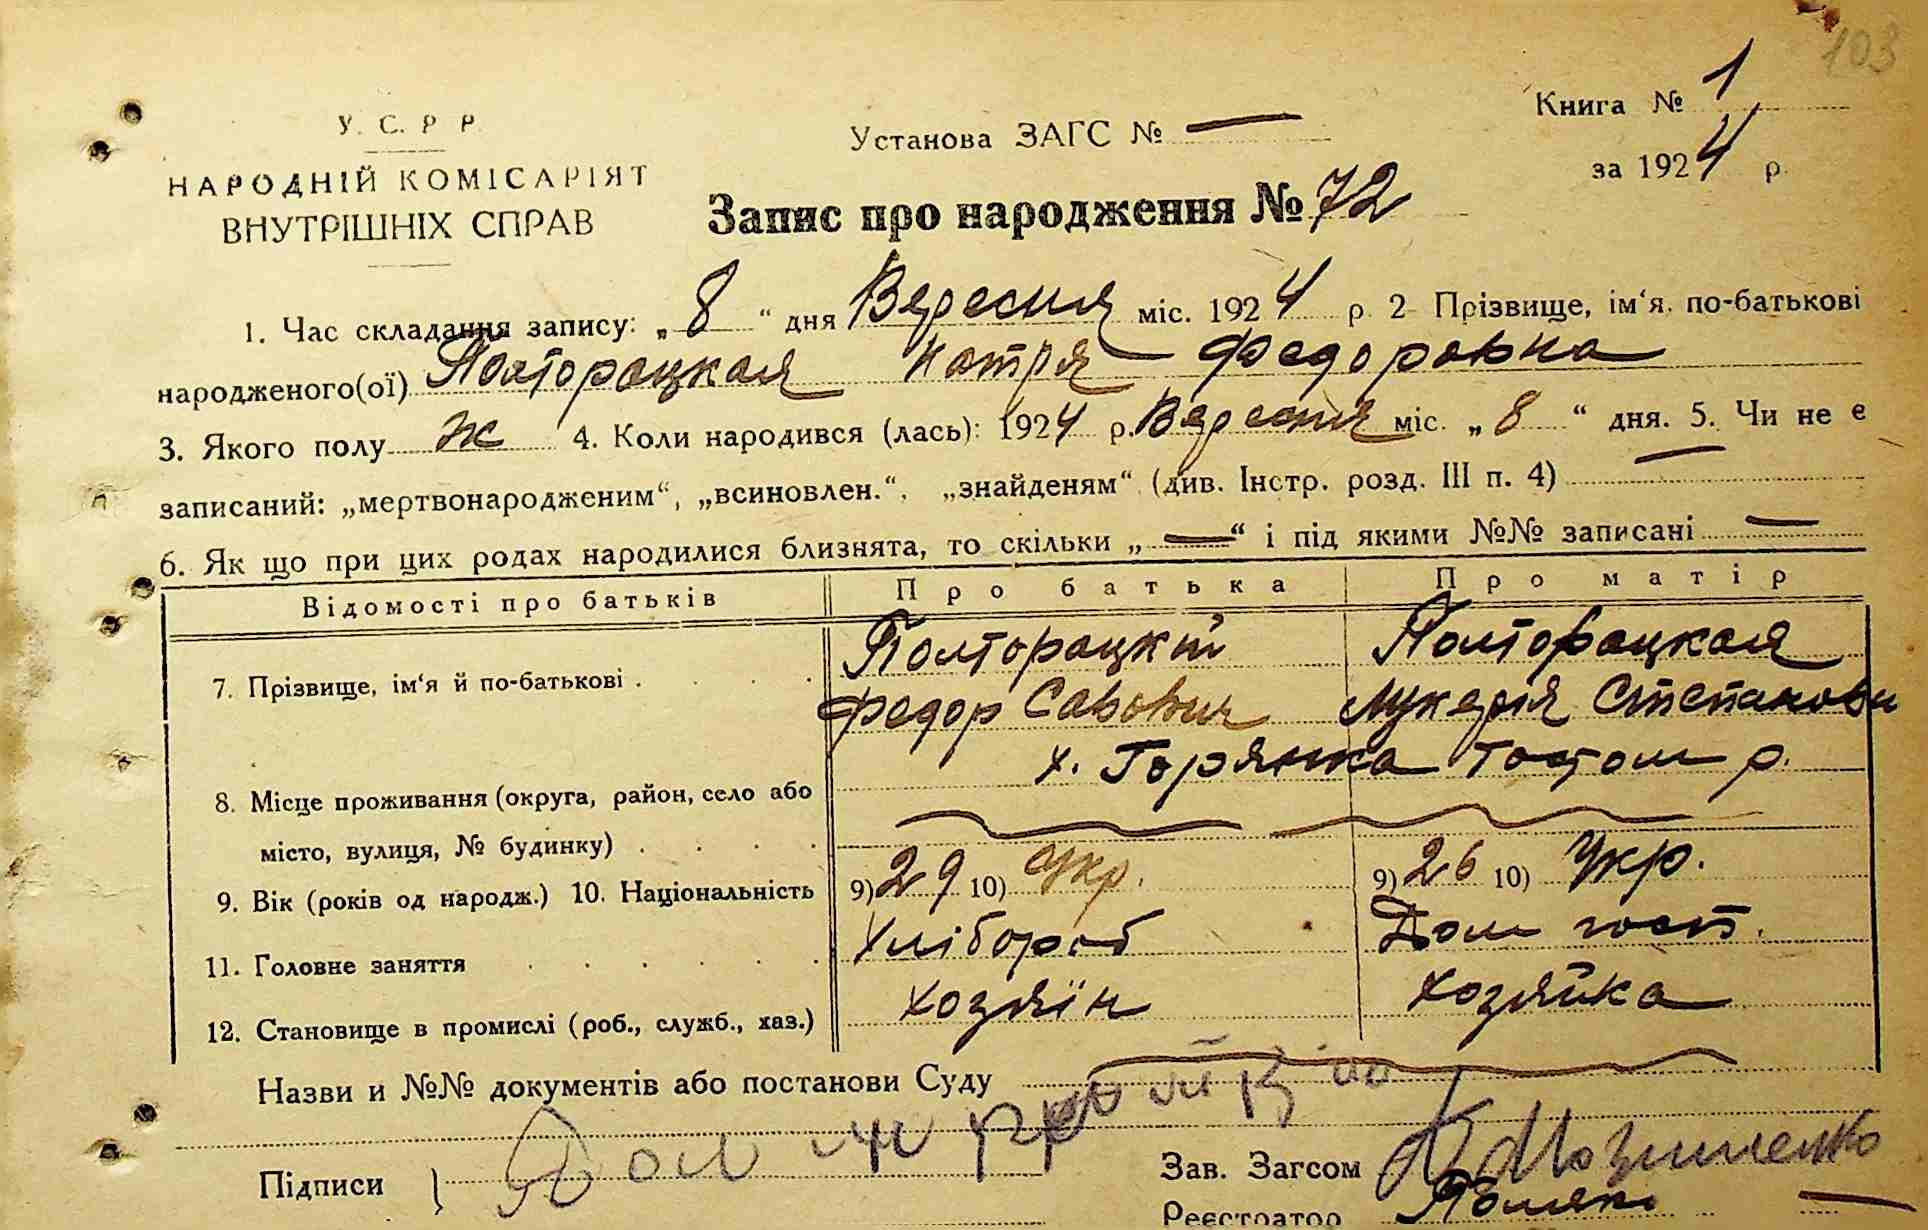 103
У. С. Р Р
НАРОДНІЙ КОМІСАРІЯТ
ВНУТРІШНІХ СПРАВ
Установа ЗАГС № —
Книга № 1
за 1924 р.
Запис про народження № 72
1. Час складання запису: „ 8 “ дня Вересня міс. 1924 р 2- Прізвище, ім‘я, по-батькові
народженого(ої) Полторацкая Катря Федоровна
3. Якого полу Ж 4. Коли народився (лась): 1924 р. Вересня міс. „ 8 “ дня. 5. Чи не є
записаний: „мертвонародженим“, „всиновлен.“, „знайденям“ (див. Інстр. розд. III п. 4) —
6. Як що при цих родах народилися близнята, то скільки „ — “ і під якими №№ записані —
Відомості про батьків Про батька Про матір
7. Прізвище, ім‘я й по-батькові . Полторацкій Полторацкая
Федор Савович Лукерія Степанови
8. Місце проживання (округа, район, село або х. Горянка р.
місто, вулиця, № будинку)
9. Вік (років од народж.) 10. Національність 9) 29 10) Укр. 9) 26 10) Укр.
11. Головне заняття Хлібороб Дом госп.
12. Становище в промислі (роб., служб., хаз.) Хозяїн Хозяйка
Назви и №№ документів або постанови Суду
Підписи
Зав. Загсом
Реєстратор